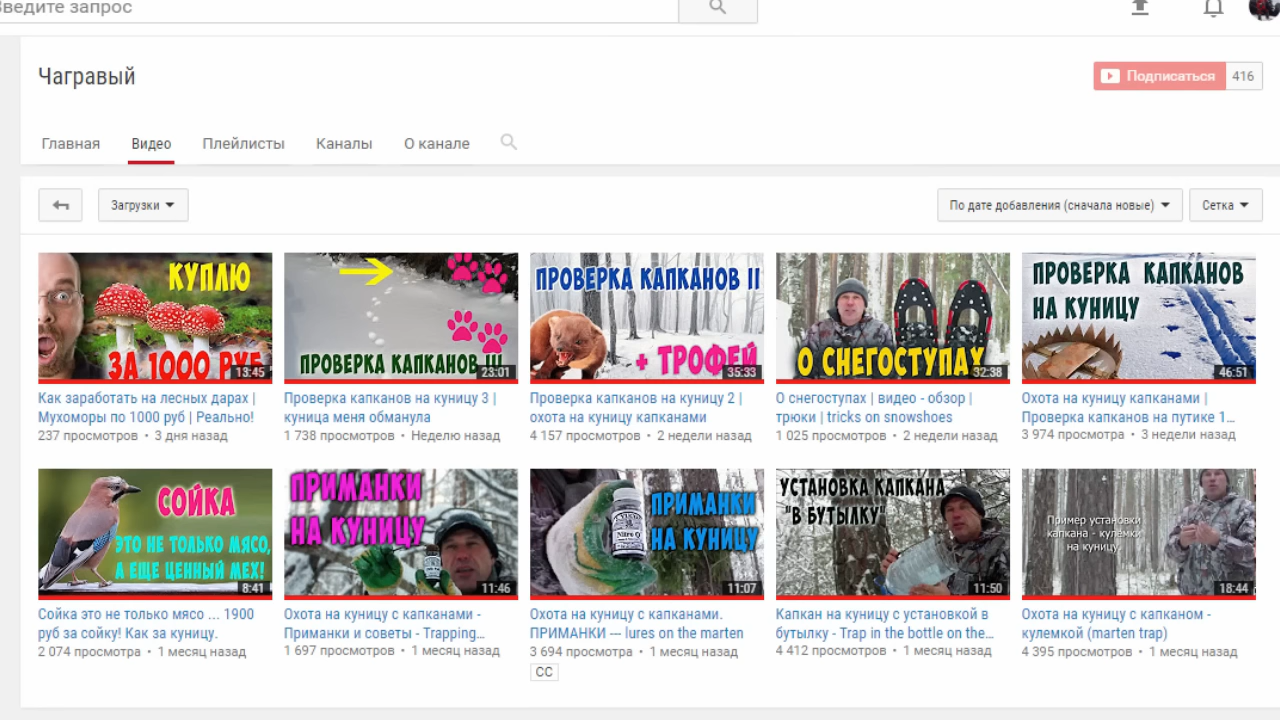 Введите запрос
Чагравый
Подписаться 416
Главная Видео Плейлисты Каналы О канале
Загрузки По дате добавления (сначала новые) Сетка
КУПЛЮ
ЗА 1000 РУБ
13:45
Как заработать на лесных дарах |
Мухоморы по 1000 руб | Реально!
237 просмотров • 3 дня назад
ПРОВЕРКА КАПКАНОВ III
23:01
Проверка капканов на куницу 3 |
куница меня обманула
1 738 просмотров • Неделю назад
ПРОВЕРКА КАПКАНОВ II
+ ТРОФЕЙ
35:33
Проверка капканов на куницу 2 |
охота на куницу капканами
4 157 просмотров • 2 недели назад
О СНЕГОСТУПАХ
32:38
О снегоступах | видео - обзор |
трюки | tricks on snowshoes
1 025 просмотров • 2 недели назад
ПРОВЕРКА КАПКАНОВ
НА КУНИЦУ
46:51
Охота на куницу капканами |
Проверка капканов на путике 1...
3 974 просмотра • 3 недели назад
СОЙКА
ЭТО НЕ ТОЛЬКО МЯСО,
А ЕЩЕ ЦЕННЫЙ МЕХ!
8:41
Сойка это не только мясо ... 1900
руб за сойку! Как за куницу.
2 074 просмотра • 1 месяц назад
ПРИМАНКИ
НА КУНИЦУ
11:46
Охота на куницу с капканами -
Приманки и советы - Trapping...
1 697 просмотров • 1 месяц назад
ПРИМАНКИ
НА КУНИЦУ
11:07
Охота на куницу с капканами.
ПРИМАНКИ --- lures on the marten
3 694 просмотра • 1 месяц назад
CC
УСТАНОВКА КАПКАНА
"В БУТЫЛКУ"
11:50
Капкан на куницу с установкой в
бутылку - Trap in the bottle on the...
4 412 просмотров • 1 месяц назад
Пример установки
капкана - кулёмки
на куницу.
18:44
Охота на куницу с капканом -
кулемкой (marten trap)
4 395 просмотров • 1 месяц назад